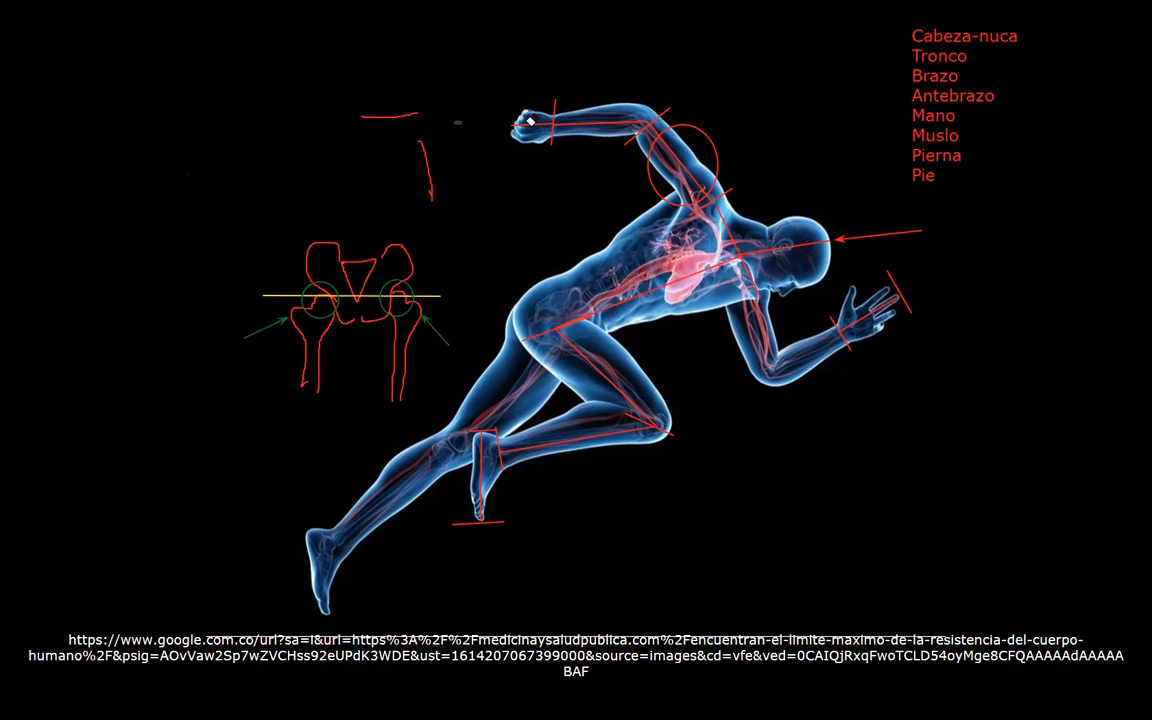 Cabeza-nuca
Tronco
Brazo
Antebrazo
Mano
Muslo
Pierna
Pie
https://www.google.com.co/url?sa=i&url=https%3A%2F%2Fmedicinaysaludpublica.com%2Fencuentran-el-limite-maximo-de-la-resistencia-del-cuerpo-
humano%2F&psig=AOvVaw2Sp7wZVCHss92eUPdK3WDE&ust=1614207067399000&source=images&cd=vfe&ved=0CAIQjRxqFwoTCLD54oyMge8CFQAAAAAdAAAAA
BAF